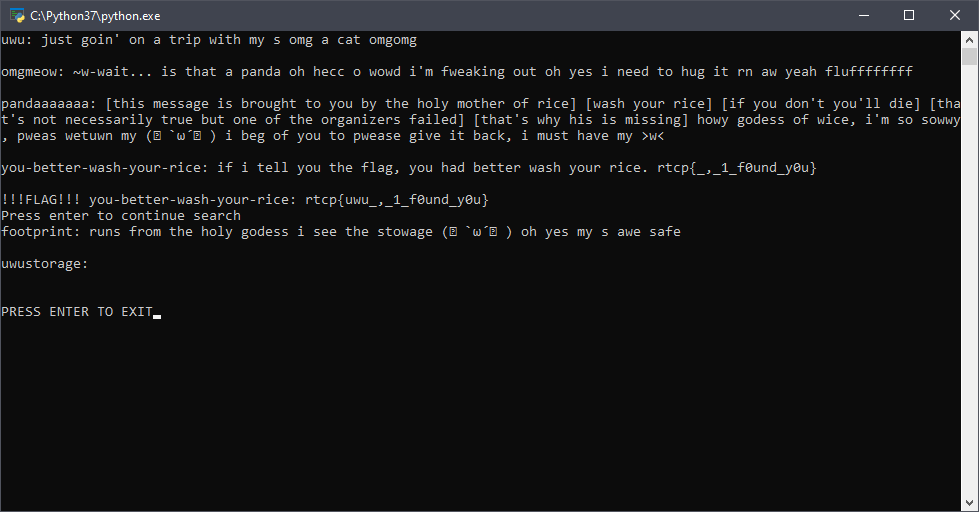 C:\Python37\python.exe
uwu: just goin' on a trip with my s omg a cat omgomg
omgmeow: ~w-wait... is that a panda oh hecc o wowd i'm fweaking out oh yes i need to hug it rn aw yeah fluffffffff
pandaaaaaaa: [this message is brought to you by the holy mother of rice] [wash your rice] [if you don't you'll die] [tha
t's not necessarily true but one of the organizers failed] [that's why his is missing] howy godess of wice, i'm so sowwy
, pweas wetuwn my (⍰ `ω´⍰ ) i beg of you to pwease give it back, i must have my >w<
you-better-wash-your-rice: if i tell you the flag, you had better wash your rice. rtcp{_,_1_f0und_y0u}
!!!FLAG!!! you-better-wash-your-rice: rtcp{uwu_,_1_f0und_y0u}
Press enter to continue search
footprint: runs from the holy godess i see the stowage (⍰ `ω´⍰ ) oh yes my s awe safe
uwustorage:
PRESS ENTER TO EXIT